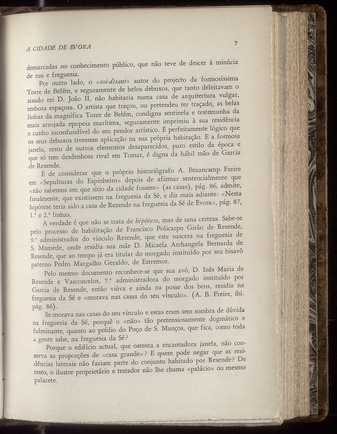 A CIDADE DE ÉVORA
7
demarcadas no conhecimento público, que não teve de descer à minúcia
de rua e freguesia.
Por outro lado, o «soi-disant» autor do projecto da formosíssima
Torre de Belém, e seguramente de belos debuxos, que tanto deleitavam o
sisudo rei D. João II, não habitaria numa casa de arquitectura vulgar,
embora espaçosa. O artista que traçou, ou pretendeu ter traçado, as belas
linhas da magnífica Torre de Belém, condigna sentinela e testemunha da
mais arrojada epopeia marítima, seguramente imprimiu à sua residência
o cunho inconfundível do seu pendor artístico. É perfeitamente lógico que
os seus debuxos tivessem aplicação na sua própria habitação. E a formosa
janela, resto de outros elementos desaparecidos, puro estilo da época e
que só tem desdenhosa rival em Tomar, é digna da hábil mão de Garcia
de Resende.
É de considerar que o próprio historiógrafo A. Braamcamp Freire
em «Sepulturas do Espinheiro» depois de afirmar sentencialmente que
«não sabemos em que sítio da cidade fossem» (as casas), pág. 86, admite,
finalmente, que existissem na freguesia da Sé, e diz mais adiante: «Nesta
hipótese teria sido a casa de Rezende na freguesia da Sé de Évora», pág. 87,
1.ª e 2.ª linhas.
A verdade é que não se trata de hipótese, mas de uma certeza. Sabe-se
pelo processo de habilitação de Francisco Policarpo Girão de Resende,
9.º administrador do vínculo Resende, que este nascera na freguesia de
S. Mamede, onde residia sua mãe D. Micaela Archangela Bernarda de
Resende, que ao tempo já era titular do morgado instituído por seu bisavô
paterno Pedro Margalho Geraldo, de Estremoz.
Pelo mesmo documento reconhece-se que sua avó, D. Inês Maria de
Resende e Vasconcelos, 7.ª administradora do morgado instituído por
Garcia de Resende, então viúva e ainda na posse dos bens, residia na
freguesia da Sé e «morava nas casas do seu vínculo». (A. B. Freire, ibi.
pág. 86).
Se morava nas casas do seu vínculo e estas eram sem sombra de dúvida
na freguesia da Sé, porquê o «não» tão pretensiosamente dogmático e
fulminante, quanto ao prédio do Poço de S. Manços, que fica, como toda
a gente sabe, na freguesia da Sé?
Porque o edifício actual, que ostenta a encantadora janela, não con-
serva as proporções de «casa grande»? E quem pode negar que as resi-
dências laterais não faziam parte do conjunto habitado por Resende? De
resto, o ilustre proprietário e testador não lhe chama «palácio» ou mesmo
palacete.